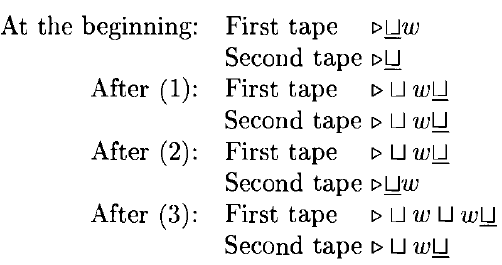 At the beginning: First tape ▷⊔w
Second tape ▷⊔
After (1): First tape ▷ ⊔ w⊔
Second tape ▷ ⊔ w⊔
After (2): First tape ▷ ⊔ w⊔
Second tape ▷⊔w
After (3): First tape ▷ ⊔ w ⊔ w⊔
Second tape ▷ ⊔ w⊔